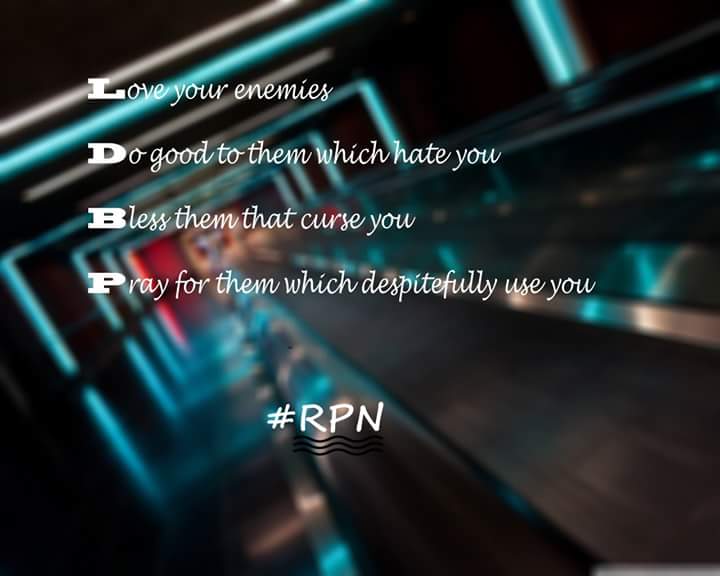 Love your enemies
Do good to them which hate you
Bless them that curse you
Pray for them which despitefully use you
#RPN